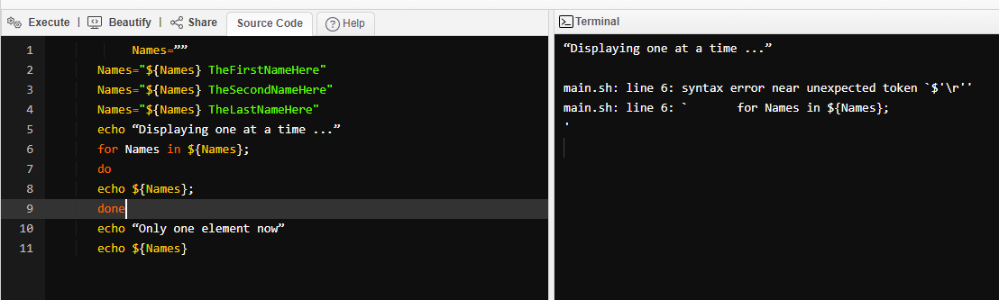 Execute | Beautify | Share Source Code ? Help
1 Names=””
2 Names="${Names} TheFirstNameHere"
3 Names="${Names} TheSecondNameHere"
4 Names="${Names} TheLastNameHere"
5 echo “Displaying one at a time ...”
6 for Names in ${Names};
7 do
8 echo ${Names};
9 done
10 echo “Only one element now”
11 echo ${Names}
Terminal
“Displaying one at a time ...”
main.sh: line 6: syntax error near unexpected token `$'\r''
main.sh: line 6: `       for Names in ${Names};
'